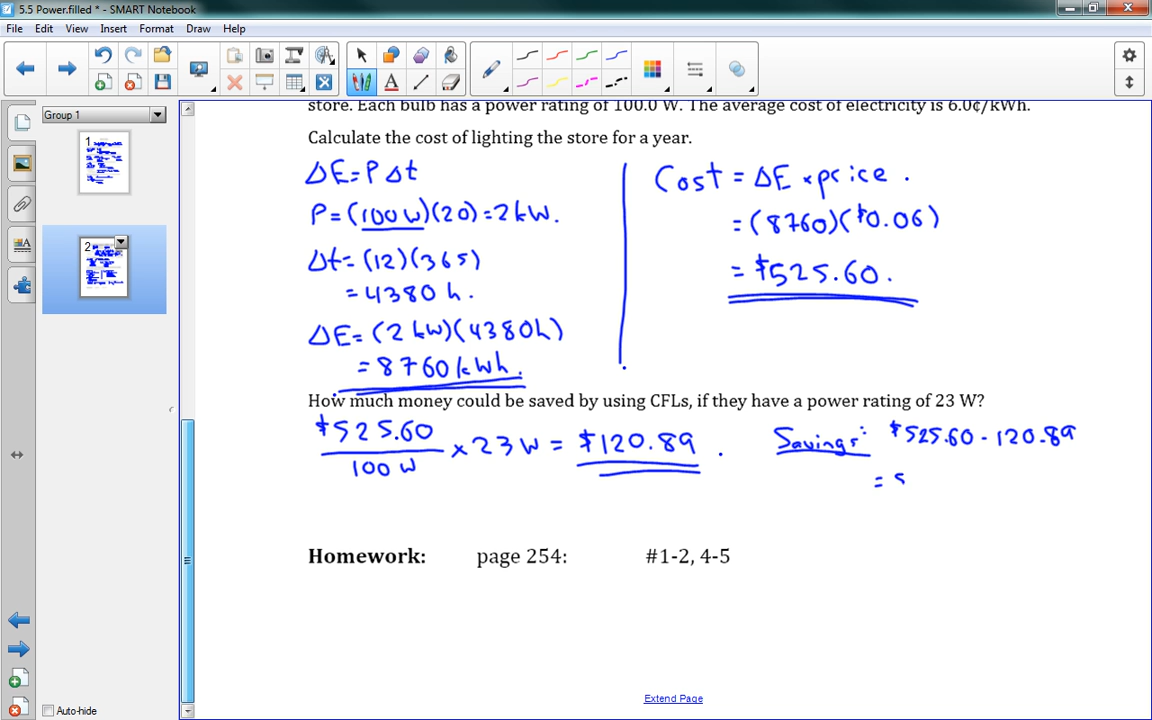 5.5 Power.filled * - SMART Notebook
File Edit View Insert Format Draw Help
Group 1
1
2
store. Each bulb has a power rating of 100.0 W. The average cost of electricity is 6.0¢/kWh.
Calculate the cost of lighting the store for a year.
ΔE=PΔt
P=(100W)(20)=2kW.
Δt=(12)(365)
=4380 h.
ΔE=(2 kW)(4380h)
=8760kWh.
Cost = ΔE × price.
=(8760)($0.06)
= $525.60.
How much money could be saved by using CFLs, if they have a power rating of 23 W?
$525.60
100 W
× 23 W = $120.89.
Savings: $525.60 - 120.89
= 
Homework: page 254: #1-2, 4-5
Extend Page
Auto-hide